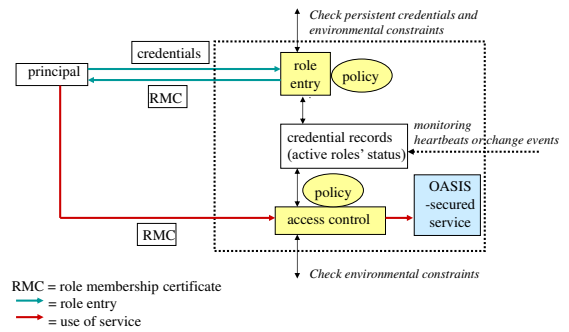 Check persistent credentials and
environmental constraints
credentials
principal
role
entry
policy
RMC
monitoring
heartbeats or change events
credential records
(active roles' status)
policy
OASIS
-secured
service
access control
RMC
Check environmental constraints
RMC = role membership certificate
= role entry
= use of service